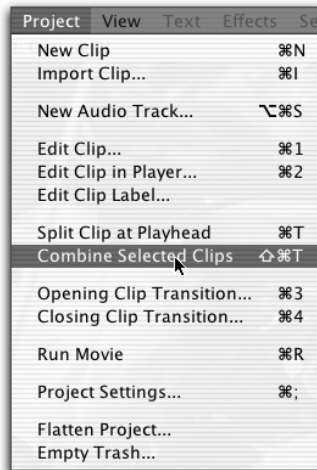 Project View Text Effects Se
New Clip ⌘N
Import Clip... ⌘I
New Audio Track... ⌥⌘S
Edit Clip... ⌘1
Edit Clip in Player... ⌘2
Edit Clip Label...
Split Clip at Playhead ⌘T
Combine Selected Clips ⇧⌘T
Opening Clip Transition... ⌘3
Closing Clip Transition... ⌘4
Run Movie ⌘R
Project Settings... ⌘;
Flatten Project...
Empty Trash...